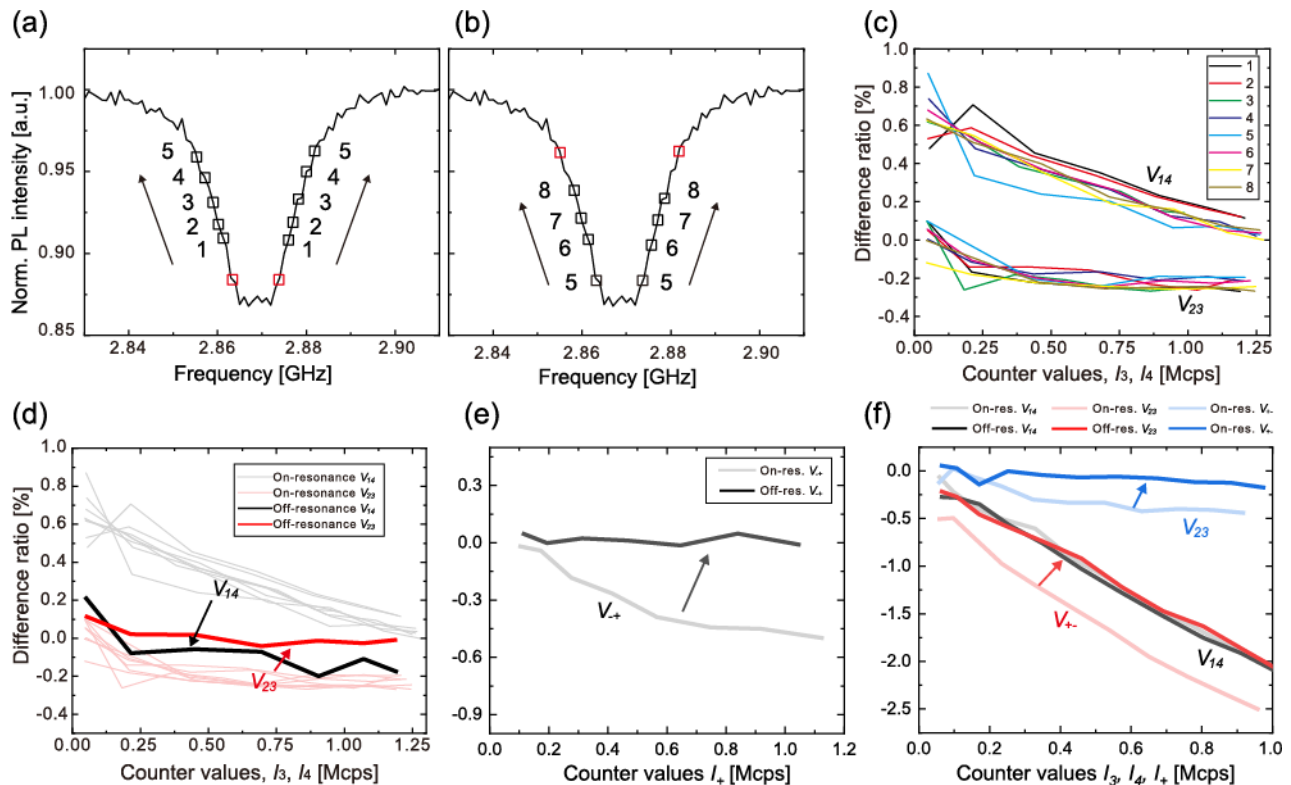 (a)
Norm. PL intensity [a.u.]
1.00
0.95
0.90
0.85
5
4
3
2
1
5
4
3
2
1
2.84 2.86 2.88 2.90
Frequency [GHz]
(b)
8
7
6
5
8
7
6
5
2.84 2.86 2.88 2.90
Frequency [GHz]
(c)
Difference ratio [%]
1.0
0.8
0.6
0.4
0.2
0.0
-0.2
-0.4
1
2
3
4
5
6
7
8
V14
V23
0.00 0.25 0.50 0.75 1.00 1.25
Counter values, I3, I4 [Mcps]
(d)
Difference ratio [%]
1.0
0.8
0.6
0.4
0.2
0.0
-0.2
-0.4
On-resonance V14
On-resonance V23
Off-resonance V14
Off-resonance V23
V14
V23
0.00 0.25 0.50 0.75 1.00 1.25
Counter values, I3, I4 [Mcps]
(e)
0.6
0.3
0.0
-0.3
-0.6
-0.9
On-res. V-+
Off-res. V-+
V-+
0.0 0.2 0.4 0.6 0.8 1.0 1.2
Counter values I+ [Mcps]
(f)
On-res. V14 On-res. V23 On-res. V+-
Off-res. V14 Off-res. V23 Off-res. V+-
0.0
-0.5
-1.0
-1.5
-2.0
-2.5
V23
V+-
V14
0.0 0.2 0.4 0.6 0.8 1.0
Counter values I3, I4, I+ [Mcps]